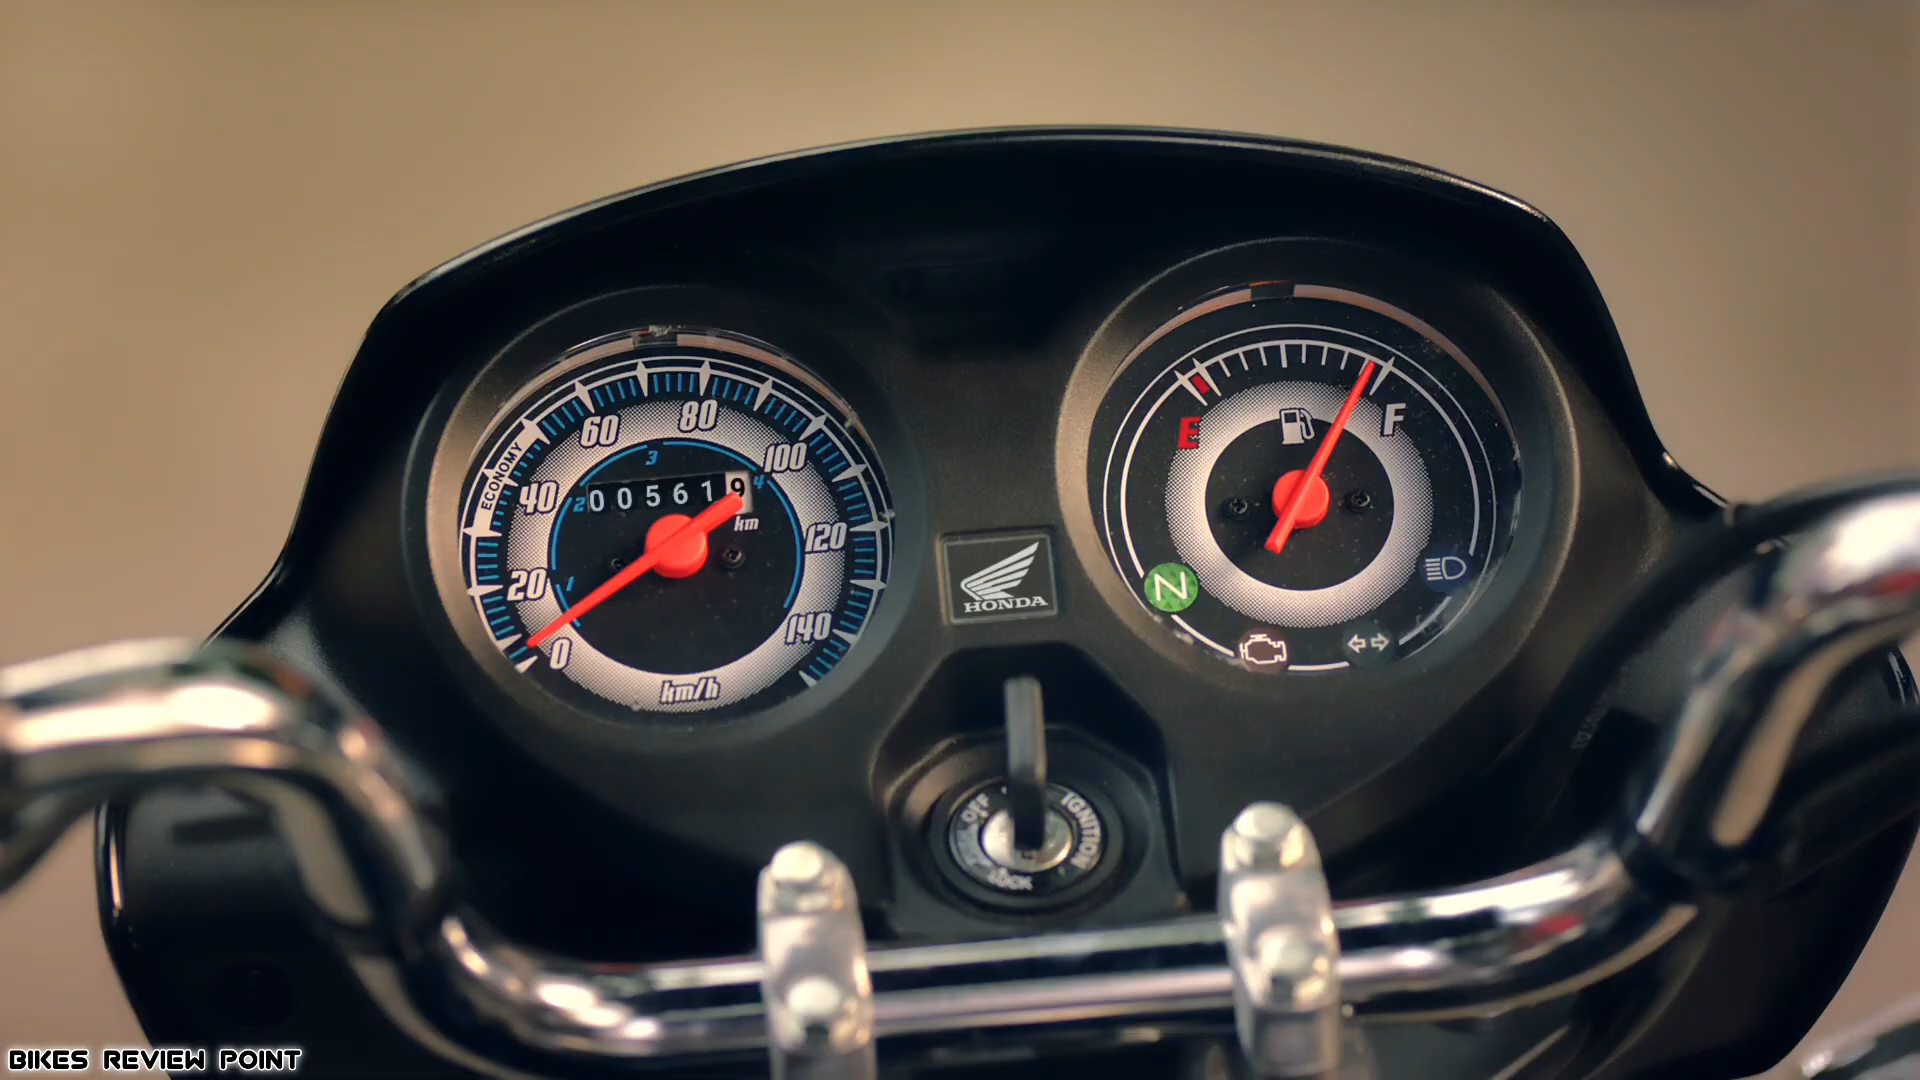 ECONOMY
0
20
40
60
80
100
120
140
1
2
3
4
005619
km
km/h
E
F
N
HONDA
OFF
IGNITION
LOCK
BIKES REVIEW POINT